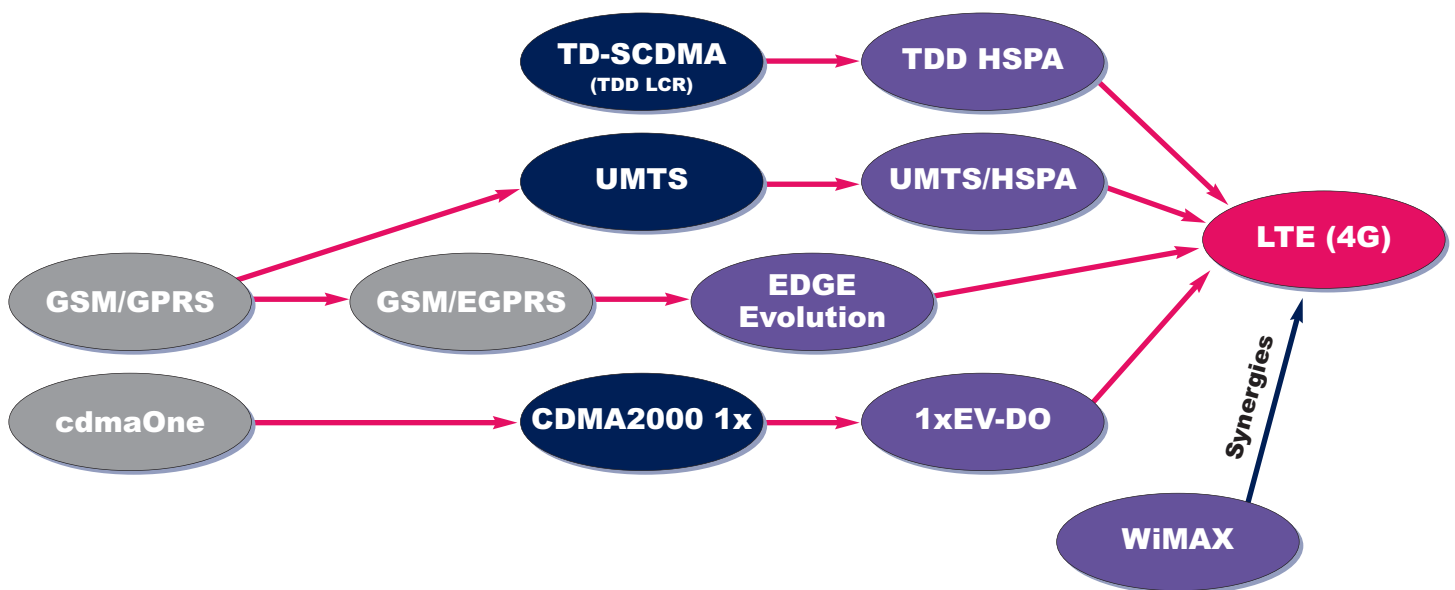 TD-SCDMA
(TDD LCR)
TDD HSPA
UMTS
UMTS/HSPA
LTE (4G)
GSM/GPRS
GSM/EGPRS
EDGE
Evolution
cdmaOne
CDMA2000 1x
1xEV-DO
Synergies
WiMAX